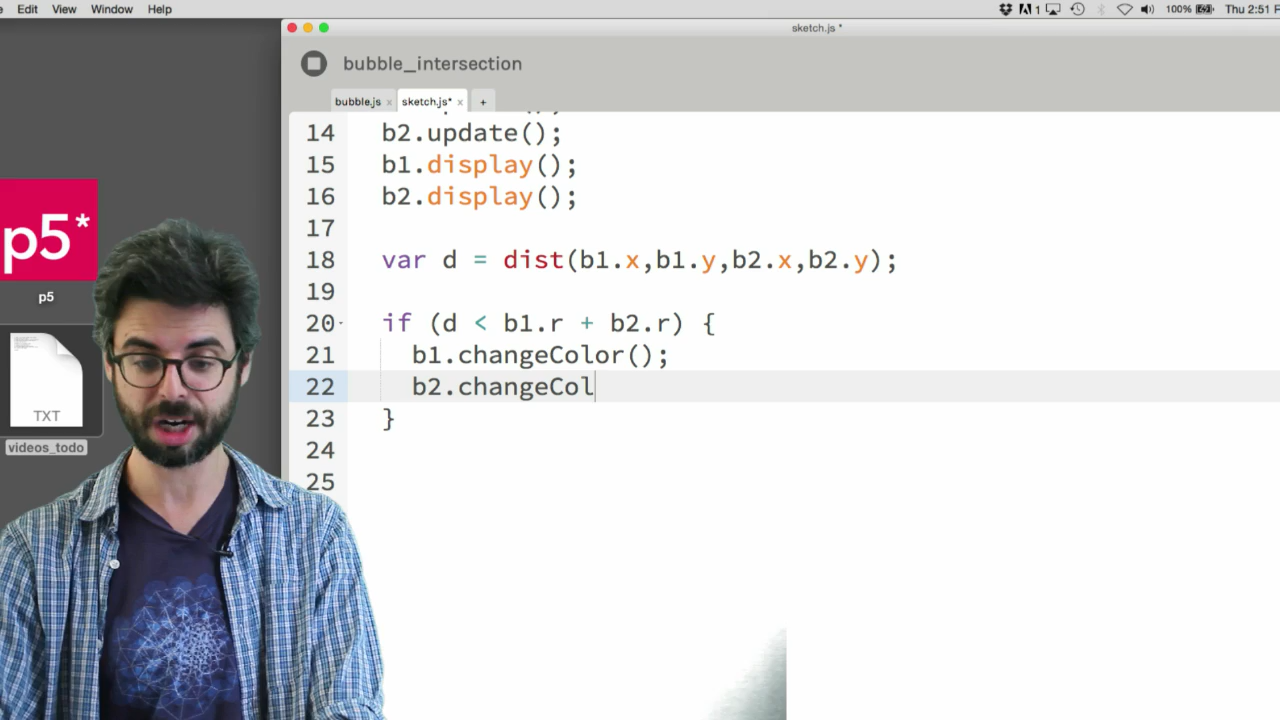 Edit View Window Help
1 100% Thu 2:51
sketch.js *
bubble_intersection
bubble.js × sketch.js* × +
14 b2.update();
15 b1.display();
16 b2.display();
17
18 var d = dist(b1.x,b1.y,b2.x,b2.y);
19
20 if (d < b1.r + b2.r) {
21 b1.changeColor();
22 b2.changeCol
23 }
24
25
p5*
p5
TXT
videos_todo